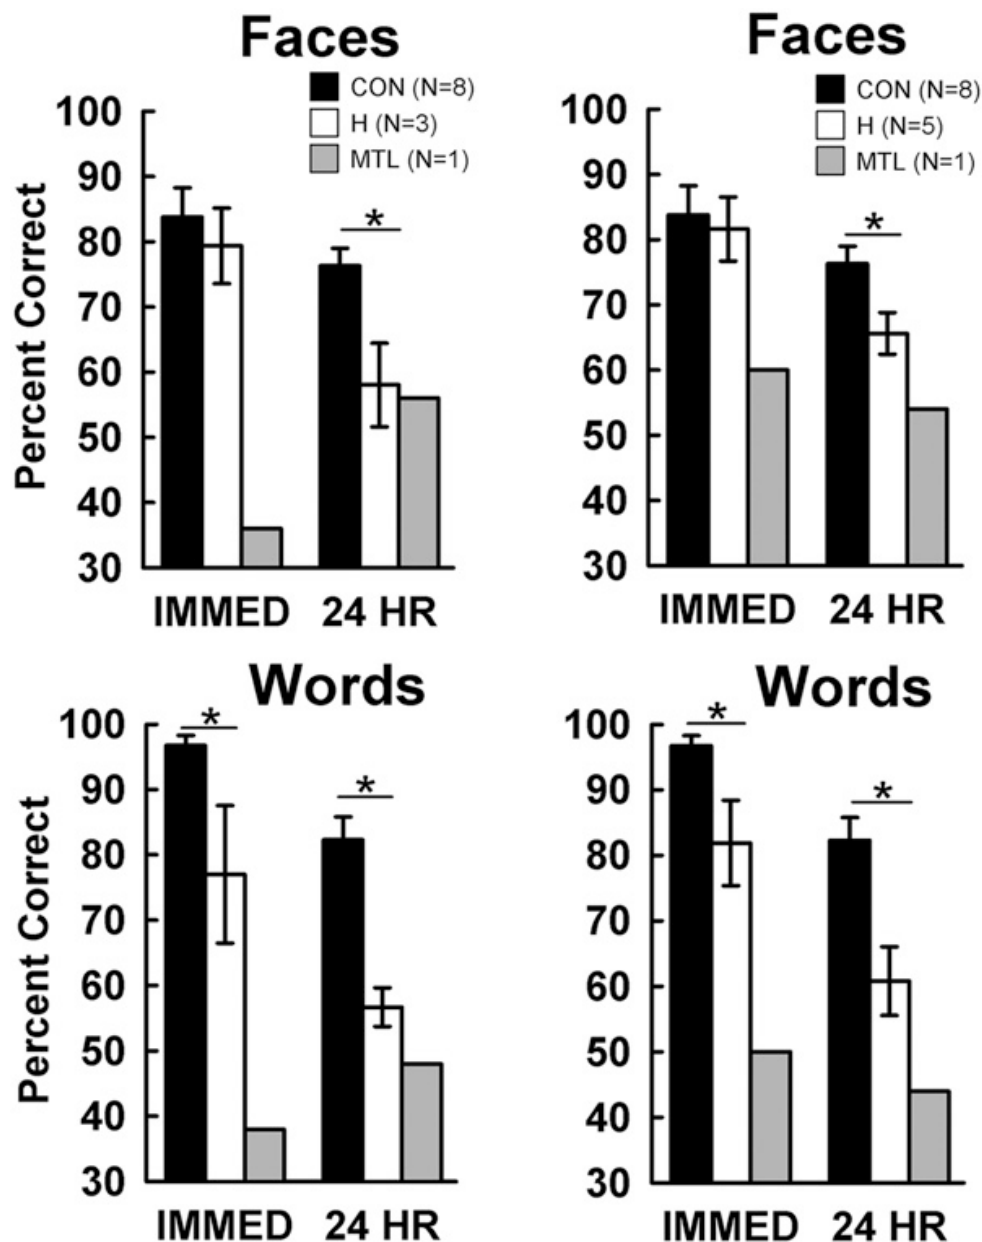 Faces
CON (N=8)
H (N=3)
MTL (N=1)
Percent Correct
100
90
80
70
60
50
40
30
*
IMMED 24 HR
Faces
CON (N=8)
H (N=5)
MTL (N=1)
100
90
80
70
60
50
40
30
*
IMMED 24 HR
Words
Percent Correct
100
90
80
70
60
50
40
30
*
*
IMMED 24 HR
Words
100
90
80
70
60
50
40
30
*
*
IMMED 24 HR